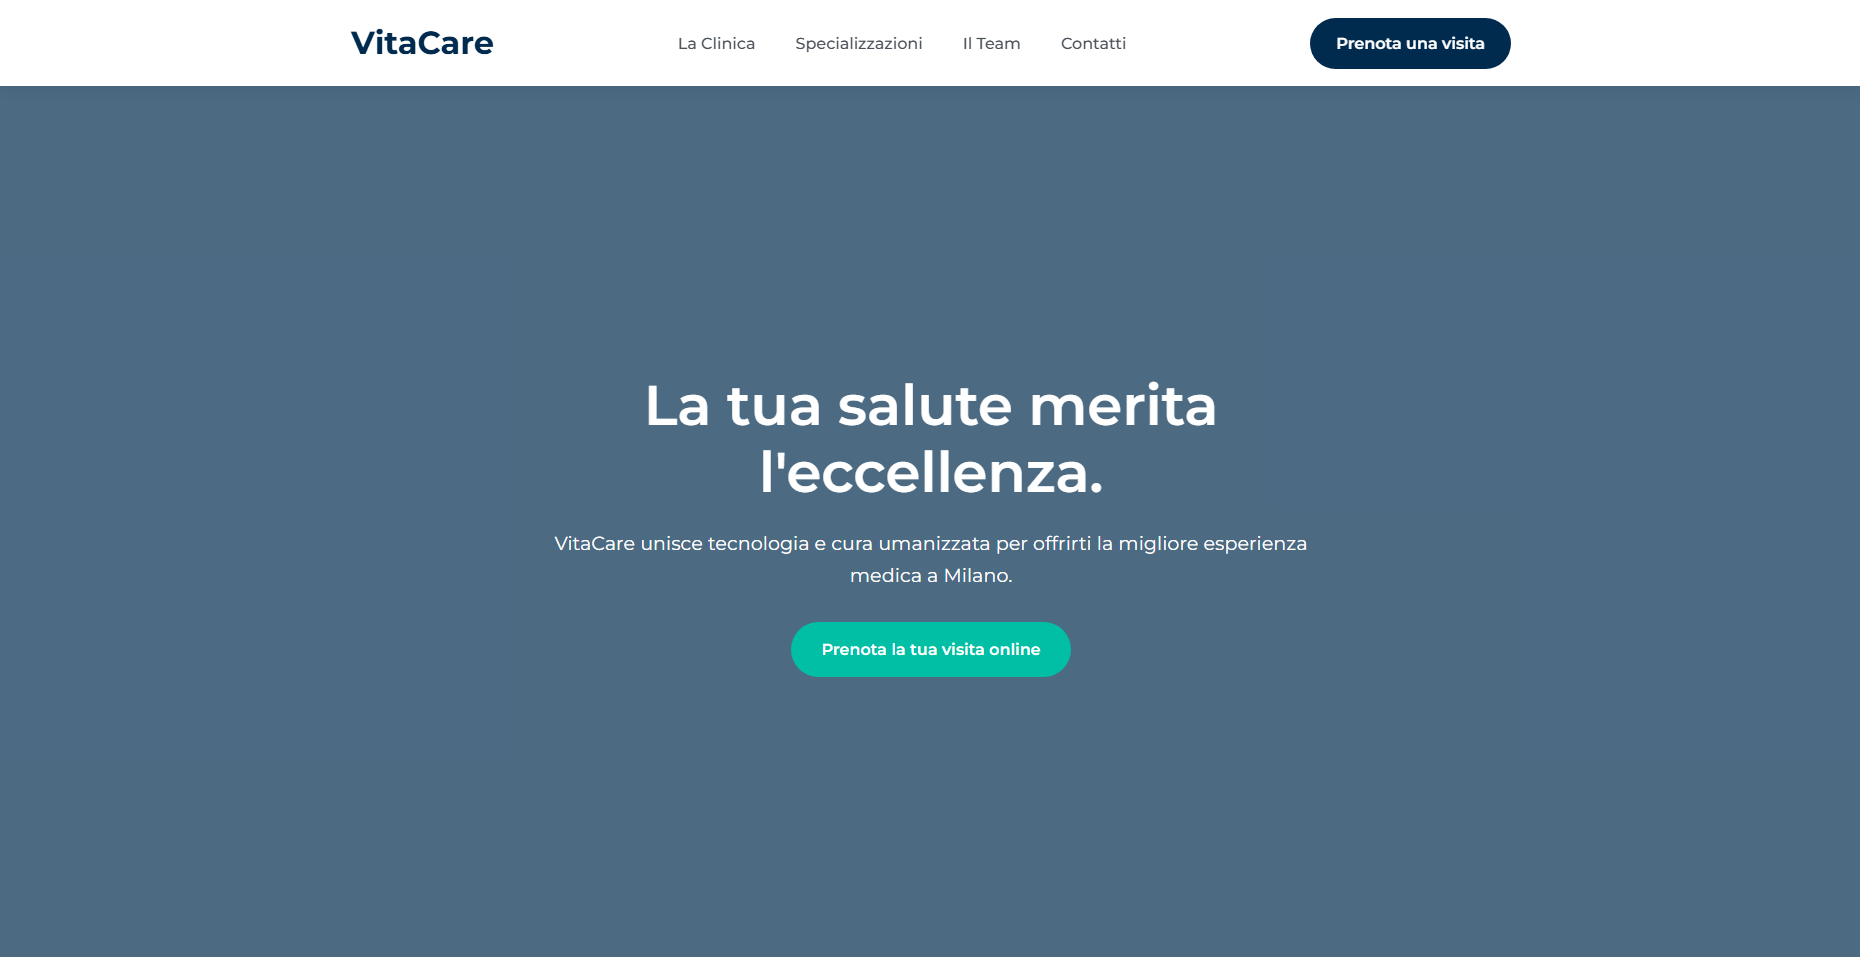 VitaCare
La Clinica
Specializzazioni
Il Team
Contatti
Prenota una visita
La tua salute merita
l'eccellenza.
VitaCare unisce tecnologia e cura umanizzata per offrirti la migliore esperienza
medica a Milano.
Prenota la tua visita online